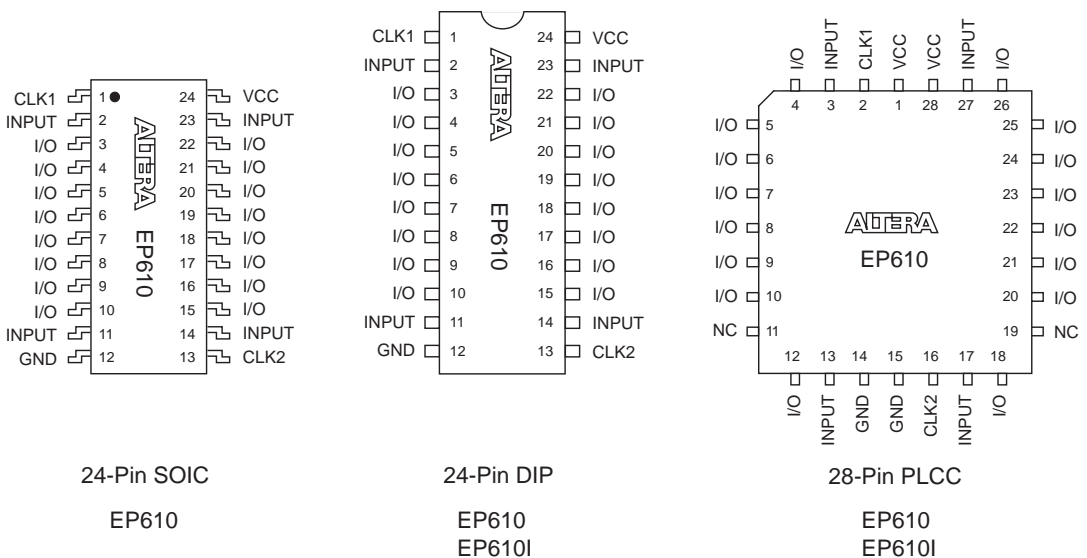 CLK1 1 24 VCC
INPUT 2 23 INPUT
I/O 3 22 I/O
I/O 4 21 I/O
I/O 5 20 I/O
I/O 6 19 I/O
I/O 7 18 I/O
I/O 8 17 I/O
I/O 9 16 I/O
I/O 10 15 I/O
INPUT 11 14 INPUT
GND 12 13 CLK2
ALTERA
EP610
24-Pin SOIC
EP610
CLK1 1 24 VCC
INPUT 2 23 INPUT
I/O 3 22 I/O
I/O 4 21 I/O
I/O 5 20 I/O
I/O 6 19 I/O
I/O 7 18 I/O
I/O 8 17 I/O
I/O 9 16 I/O
I/O 10 15 I/O
INPUT 11 14 INPUT
GND 12 13 CLK2
ALTERA
EP610
24-Pin DIP
EP610
EP610I
I/O INPUT CLK1 VCC VCC INPUT I/O
4 3 2 1 28 27 26
I/O 5 25 I/O
I/O 6 24 I/O
I/O 7 23 I/O
I/O 8 22 I/O
I/O 9 21 I/O
I/O 10 20 I/O
NC 11 19 NC
ALTERA
EP610
12 13 14 15 16 17 18
I/O INPUT GND GND CLK2 INPUT I/O
28-Pin PLCC
EP610
EP610I